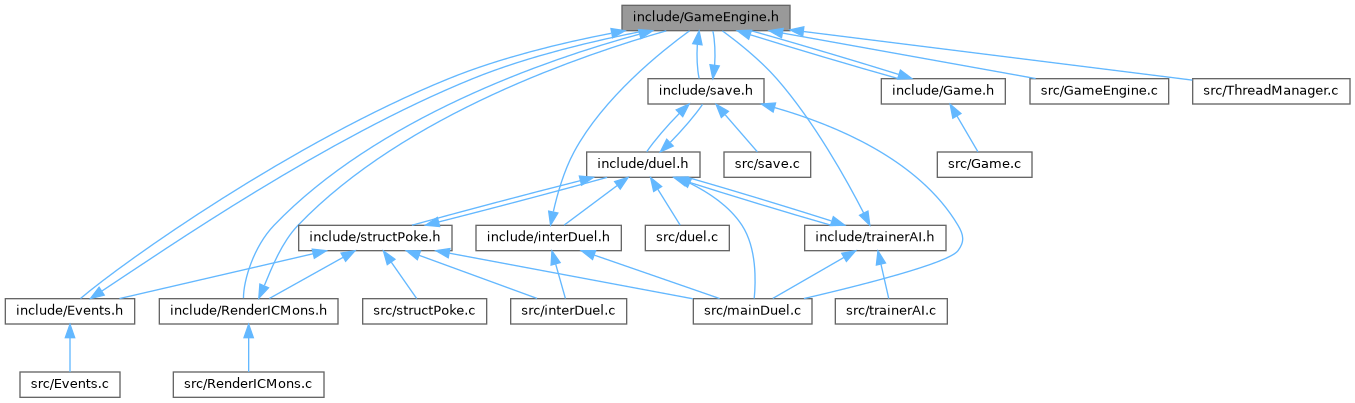 include/GameEngine.h
include/save.h
include/Game.h
src/GameEngine.c
src/ThreadManager.c
include/duel.h
src/save.c
src/Game.c
include/structPoke.h
include/interDuel.h
src/duel.c
include/trainerAI.h
include/Events.h
include/RenderICMons.h
src/structPoke.c
src/interDuel.c
src/mainDuel.c
src/trainerAI.c
src/Events.c
src/RenderICMons.c